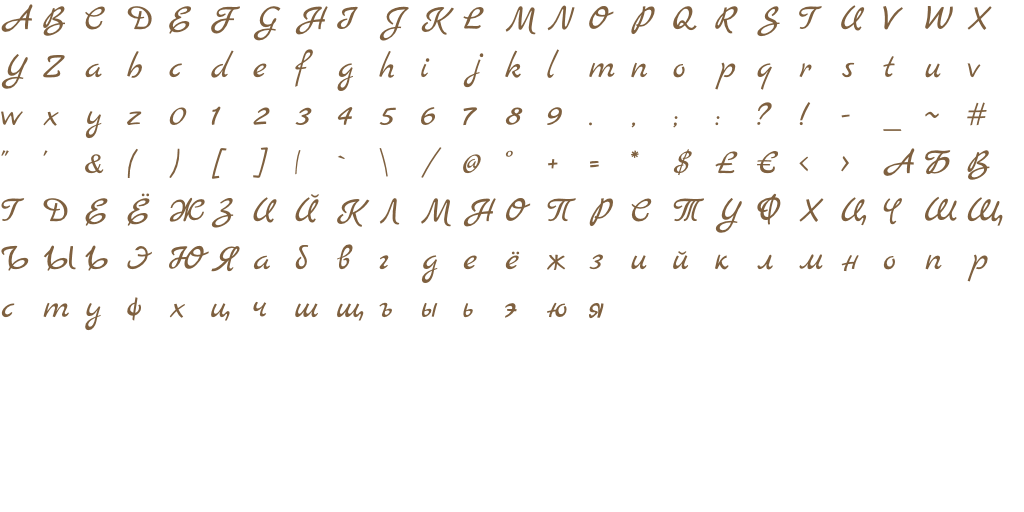 A B C D E F G H I J K L M N O P Q R S T U V W X
Y Z a b c d e f g h i j k l m n o p q r s t u v
w x y z 0 1 2 3 4 5 6 7 8 9 . , ; : ? ! - _ ~ #
" ' & ( ) [ ] | ` \ / @ ° + = * $ £ € < > А Б В
Г Д Е Ё Ж З И Й К Л М Н О П Р С Т У Ф Х Ц Ч Ш Щ
Ъ Ы Ь Э Ю Я а б в г д е ё ж з и й к л м н о п р
с т у ф х ц ч ш щ ъ ы ь э ю я